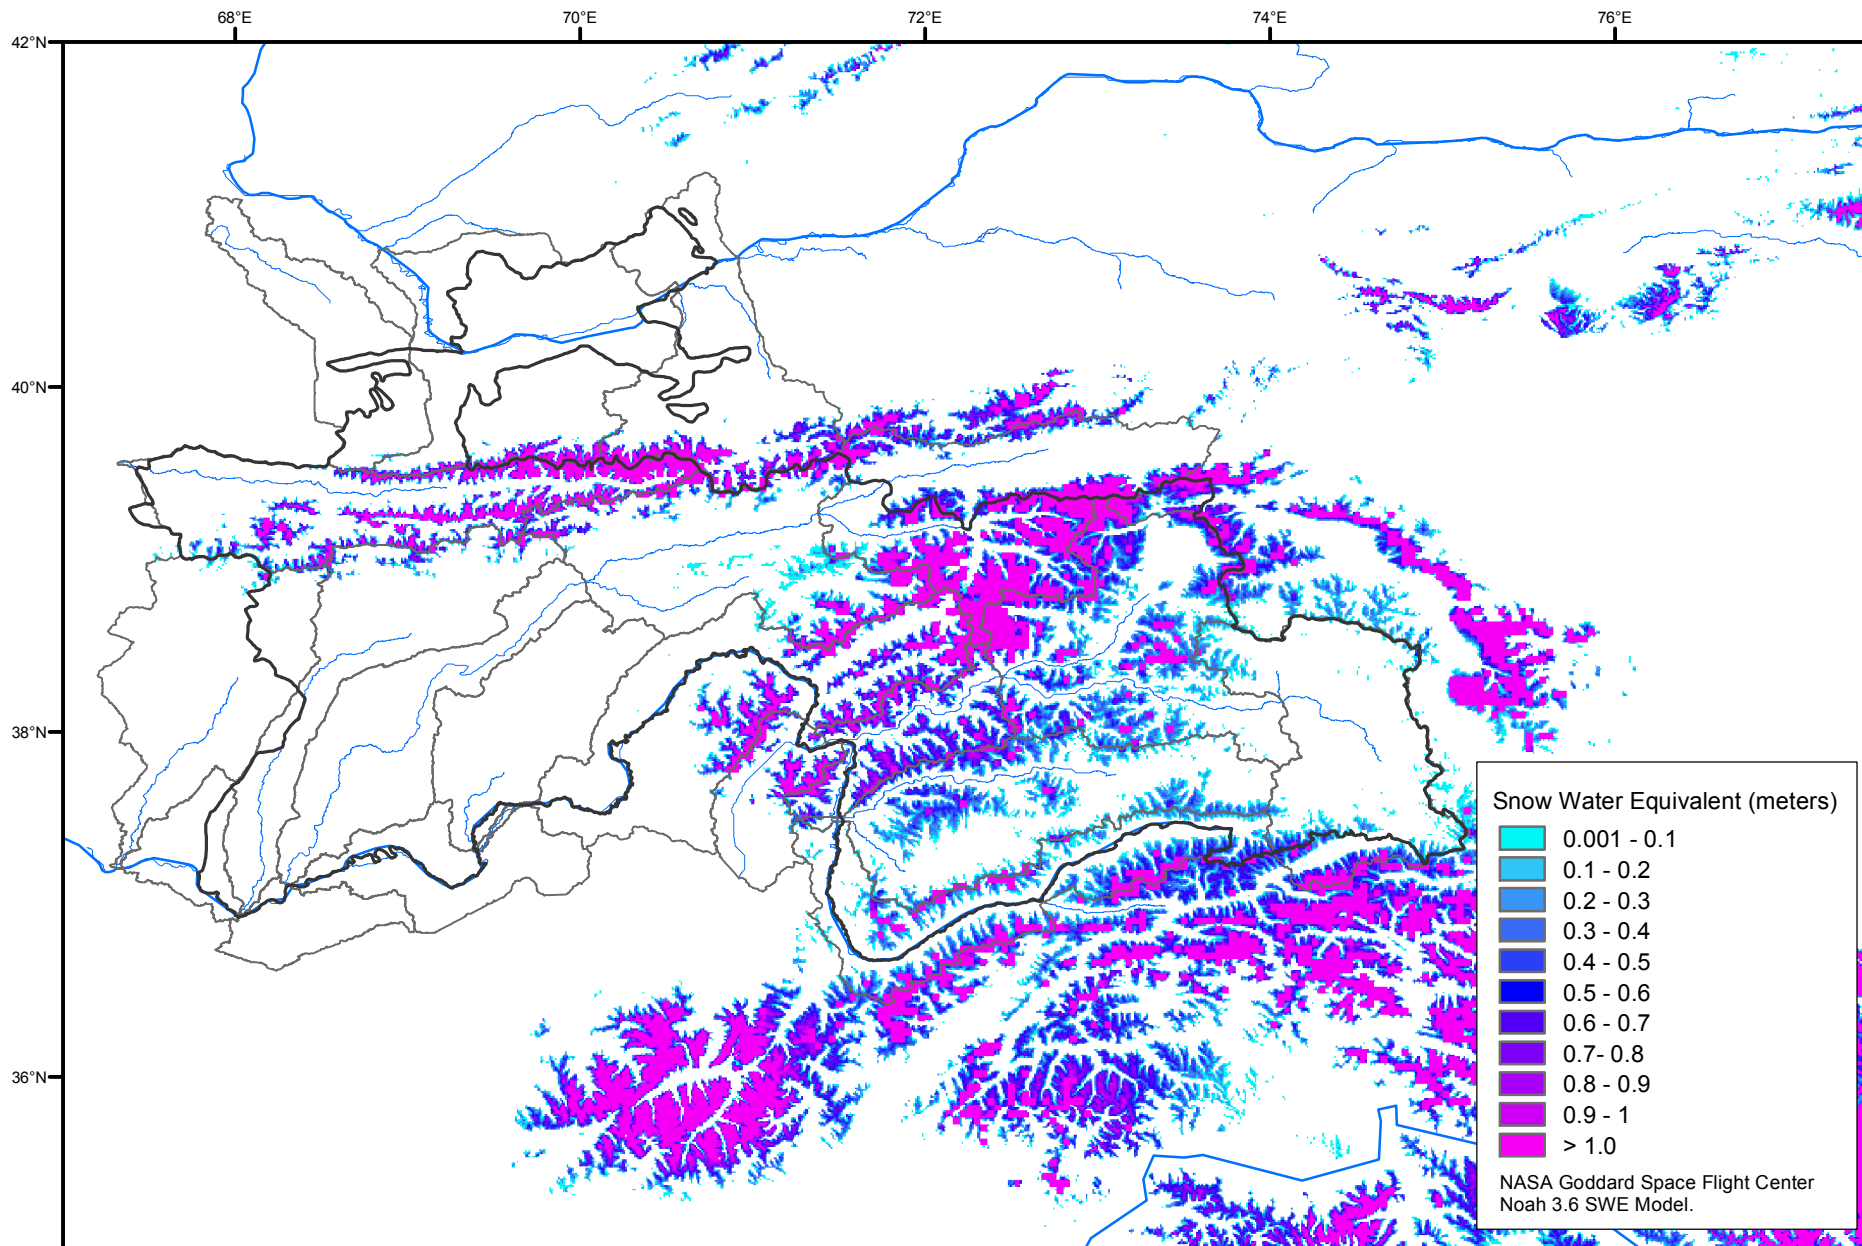 68°E 70°E 72°E 74°E 76°E
42°N
40°N
38°N
36°N
Snow Water Equivalent (meters)
0.001 - 0.1
0.1 - 0.2
0.2 - 0.3
0.3 - 0.4
0.4 - 0.5
0.5 - 0.6
0.6 - 0.7
0.7- 0.8
0.8 - 0.9
0.9 - 1
> 1.0
NASA Goddard Space Flight Center
Noah 3.6 SWE Model.